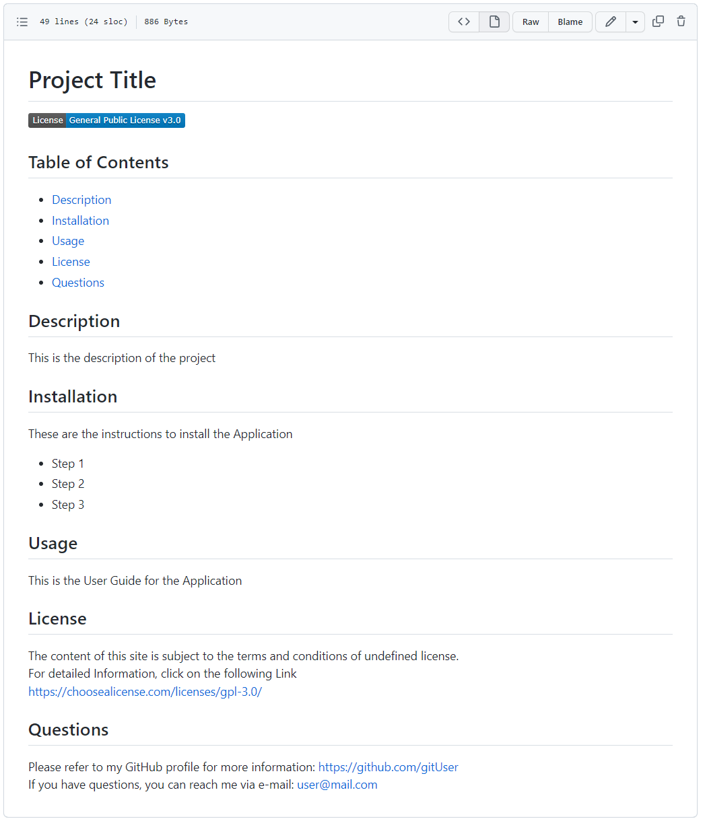 49 lines (24 sloc) 886 Bytes Raw Blame
Project Title
License General Public License v3.0
Table of Contents
Description
Installation
Usage
License
Questions
Description
This is the description of the project
Installation
These are the instructions to install the Application
Step 1
Step 2
Step 3
Usage
This is the User Guide for the Application
License
The content of this site is subject to the terms and conditions of undefined license.
For detailed Information, click on the following Link
https://choosealicense.com/licenses/gpl-3.0/
Questions
Please refer to my GitHub profile for more information: https://github.com/gitUser
If you have questions, you can reach me via e-mail: user@mail.com